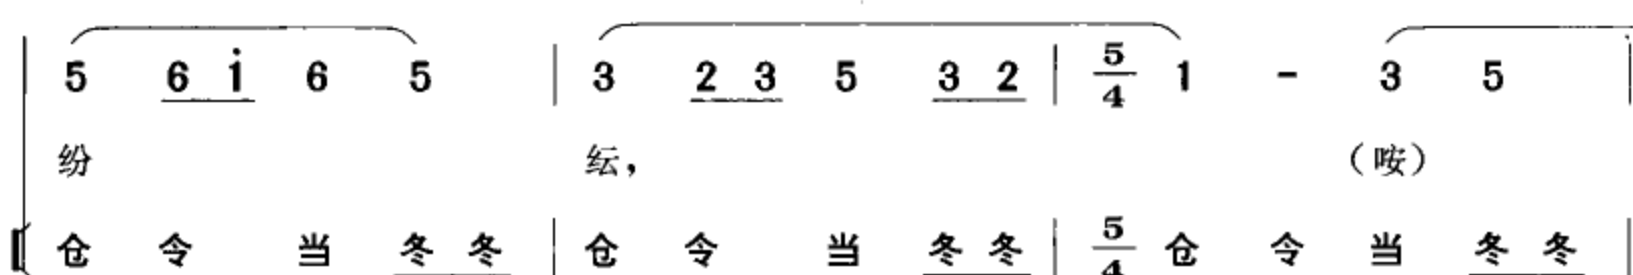 5 6 i 6 5 | 3 2 3 5 3 2 | 5/4 1 - 3 5
纷 纭， （咹）
仓 令 当 冬 冬 | 仓 令 当 冬 冬 | 5/4 仓 令 当 冬 冬